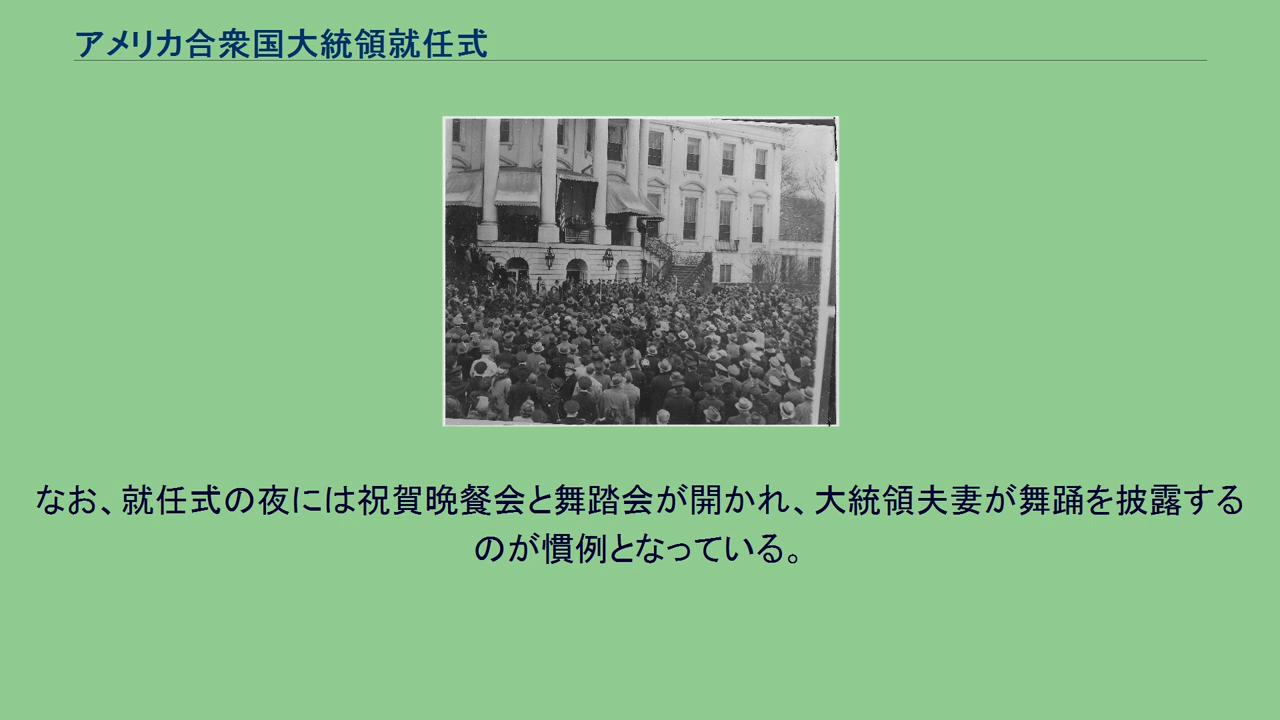 アメリカ合衆国大統領就任式
なお、就任式の夜には祝賀晩餐会と舞踏会が開かれ、大統領夫妻が舞踊を披露する
のが慣例となっている。